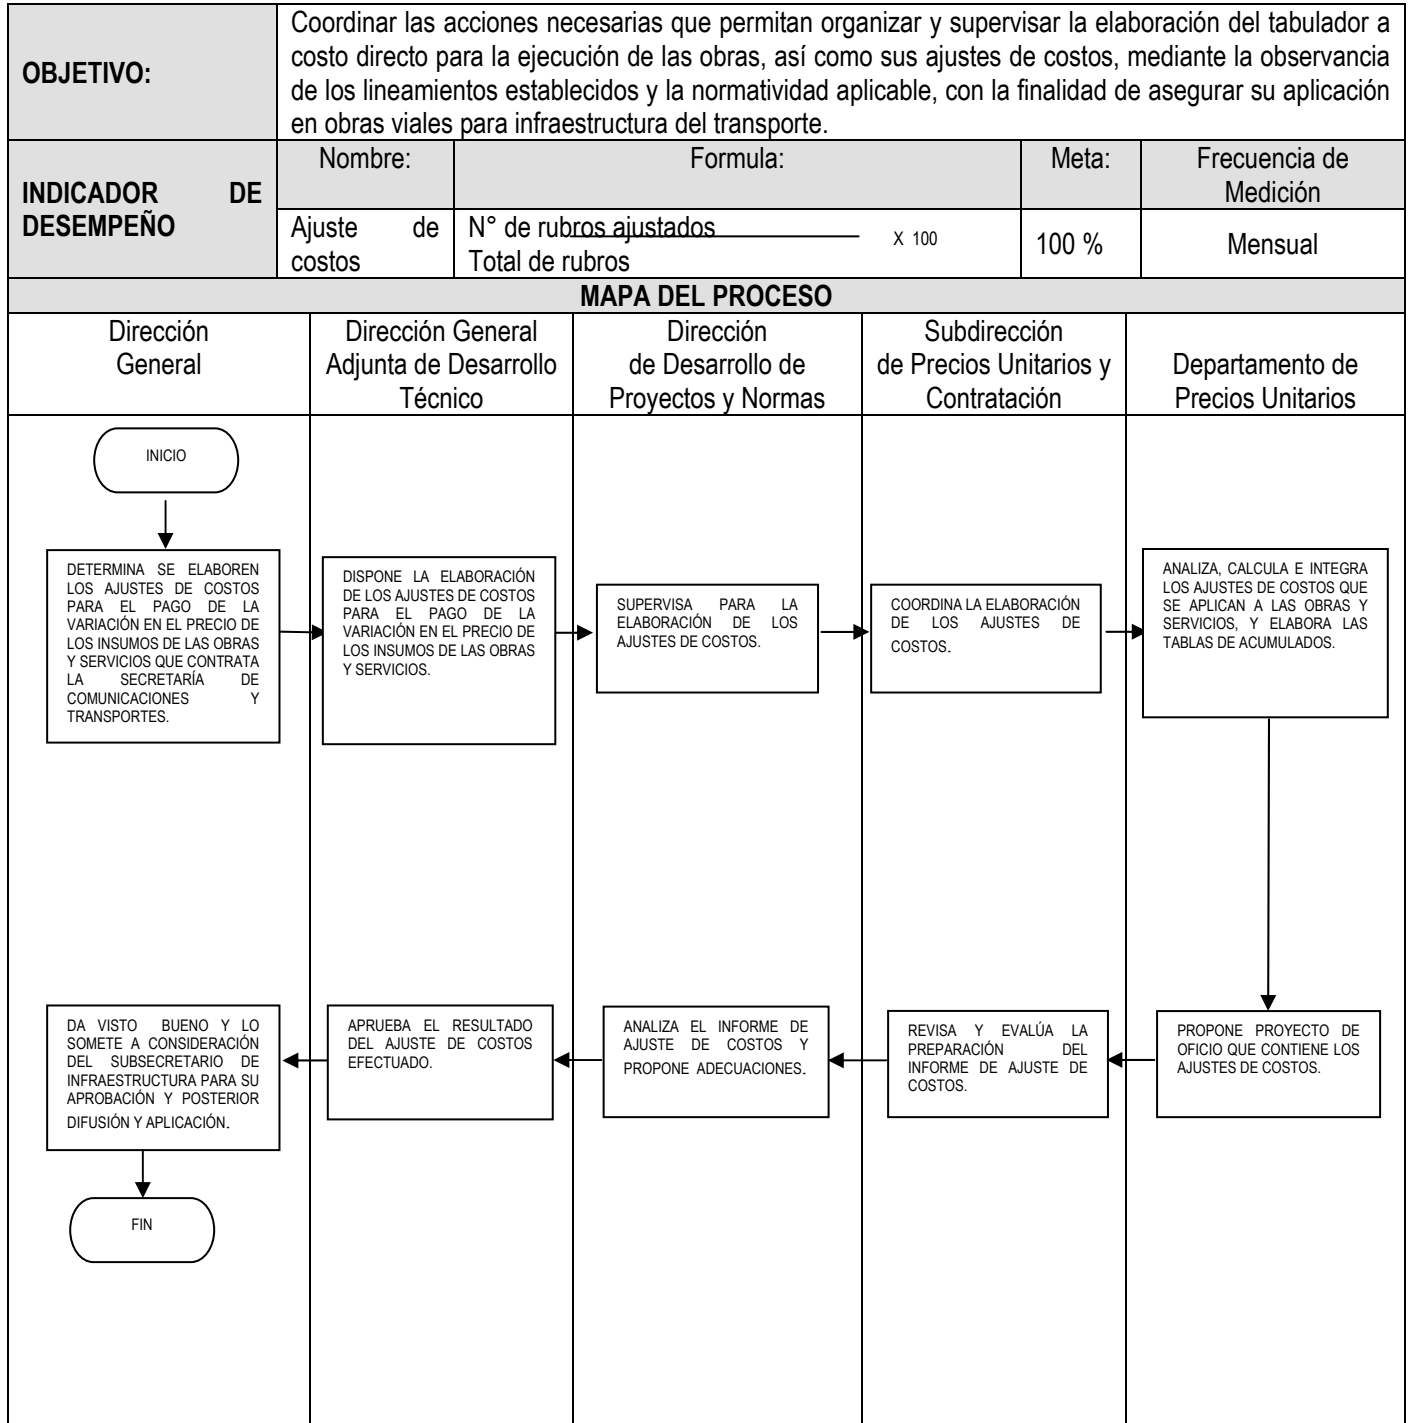 OBJETIVO:
Coordinar las acciones necesarias que permitan organizar y supervisar la elaboración del tabulador a
costo directo para la ejecución de las obras, así como sus ajustes de costos, mediante la observancia
de los lineamientos establecidos y la normatividad aplicable, con la finalidad de asegurar su aplicación
en obras viales para infraestructura del transporte.
INDICADOR DE
DESEMPEÑO
Nombre:
Formula:
Meta:
Frecuencia de
Medición
Ajuste de
costos
N° de rubros ajustados
Total de rubros
X 100
100 %
Mensual
MAPA DEL PROCESO
Dirección
General
Dirección General
Adjunta de Desarrollo
Técnico
Dirección
de Desarrollo de
Proyectos y Normas
Subdirección
de Precios Unitarios y
Contratación
Departamento de
Precios Unitarios
INICIO
DETERMINA SE ELABOREN
LOS AJUSTES DE COSTOS
PARA EL PAGO DE LA
VARIACIÓN EN EL PRECIO DE
LOS INSUMOS DE LAS OBRAS
Y SERVICIOS QUE CONTRATA
LA SECRETARÍA DE
COMUNICACIONES Y
TRANSPORTES.
DISPONE LA ELABORACIÓN
DE LOS AJUSTES DE COSTOS
PARA EL PAGO DE LA
VARIACIÓN EN EL PRECIO DE
LOS INSUMOS DE LAS OBRAS
Y SERVICIOS.
SUPERVISA PARA LA
ELABORACIÓN DE LOS
AJUSTES DE COSTOS.
COORDINA LA ELABORACIÓN
DE LOS AJUSTES DE
COSTOS.
ANALIZA, CALCULA E INTEGRA
LOS AJUSTES DE COSTOS QUE
SE APLICAN A LAS OBRAS Y
SERVICIOS, Y ELABORA LAS
TABLAS DE ACUMULADOS.
DA VISTO BUENO Y LO
SOMETE A CONSIDERACIÓN
DEL SUBSECRETARIO DE
INFRAESTRUCTURA PARA SU
APROBACIÓN Y POSTERIOR
DIFUSIÓN Y APLICACIÓN.
APRUEBA EL RESULTADO
DEL AJUSTE DE COSTOS
EFECTUADO.
ANALIZA EL INFORME DE
AJUSTE DE COSTOS Y
PROPONE ADECUACIONES.
REVISA Y EVALÚA LA
PREPARACIÓN DEL
INFORME DE AJUSTE DE
COSTOS.
PROPONE PROYECTO DE
OFICIO QUE CONTIENE LOS
AJUSTES DE COSTOS.
FIN